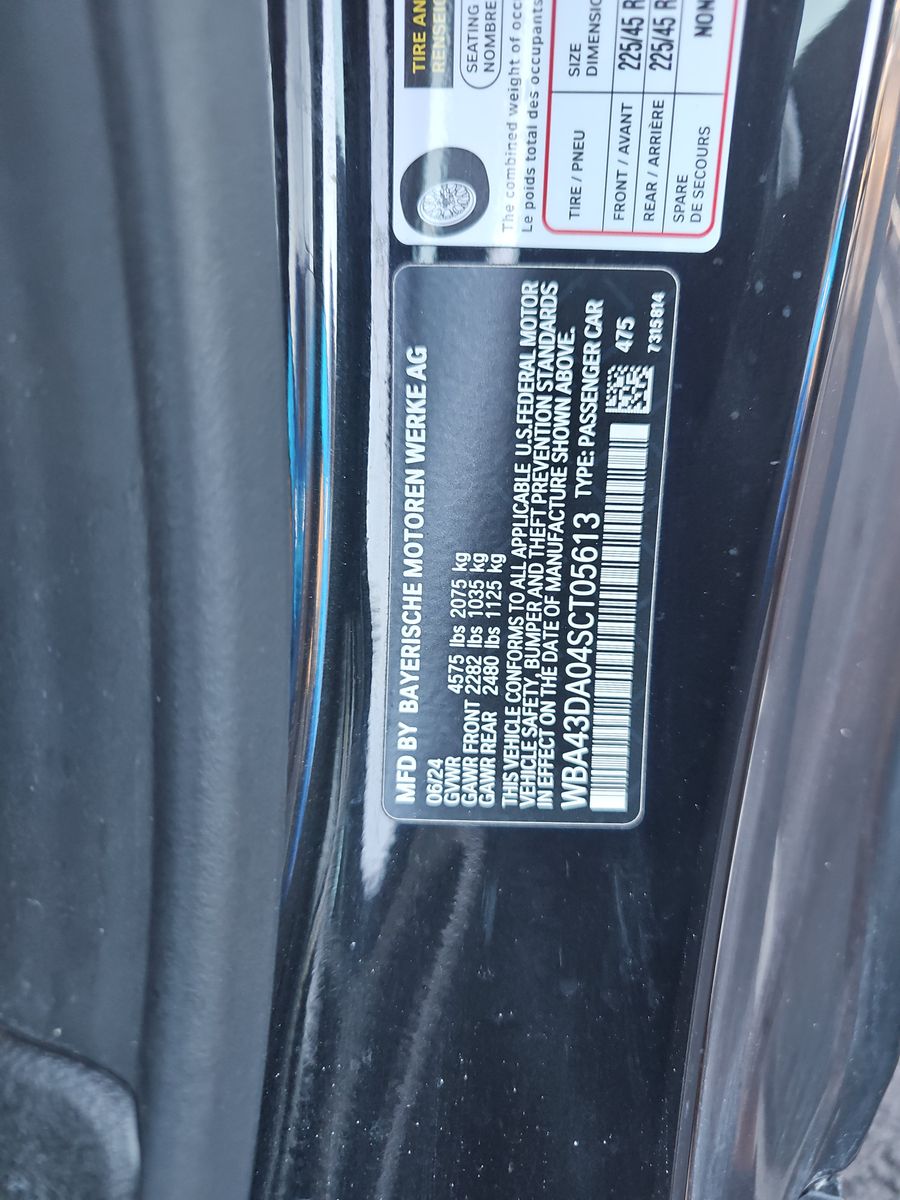 MFD BY BAYERISCHE MOTOREN WERKE AG
06/24
GVWR 4575 lbs 2075 kg
GAWR FRONT 2282 lbs 1035 kg
GAWR REAR 2480 lbs 1125 kg
THIS VEHICLE CONFORMS TO ALL APPLICABLE U.S.FEDERAL MOTOR
VEHICLE SAFETY, BUMPER AND THEFT PREVENTION STANDARDS
IN EFFECT ON THE DATE OF MANUFACTURE SHOWN ABOVE.
WBA43DA04SCT05613 TYPE: PASSENGER CAR
475
7 315 814
TIRE AN
RENSEIG
SEATING
NOMBRE
The combined weight of occ
Le poids total des occupants
TIRE / PNEU SIZE
DIMENSIO
FRONT / AVANT 225/45 R
REAR / ARRIÈRE 225/45 R
SPARE
DE SECOURS NON